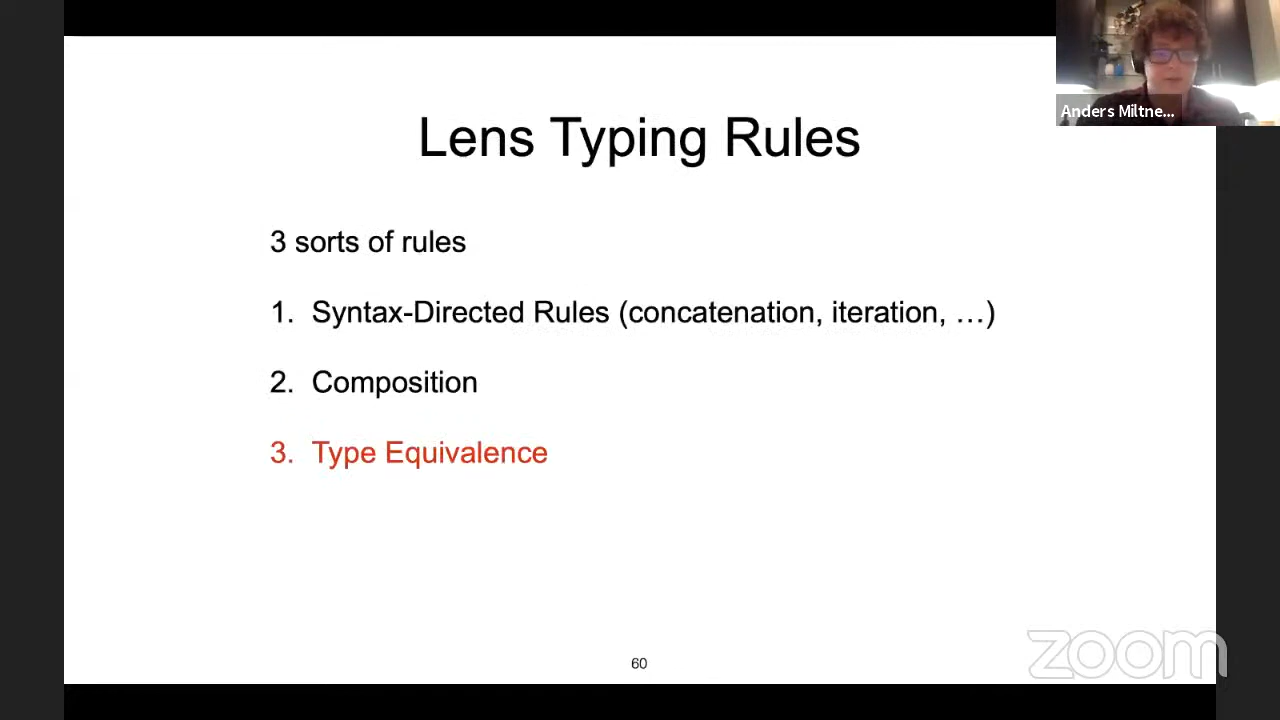 Anders Miltne...
Lens Typing Rules
3 sorts of rules
1. Syntax-Directed Rules (concatenation, iteration, …)
2. Composition
3. Type Equivalence
60
zoom